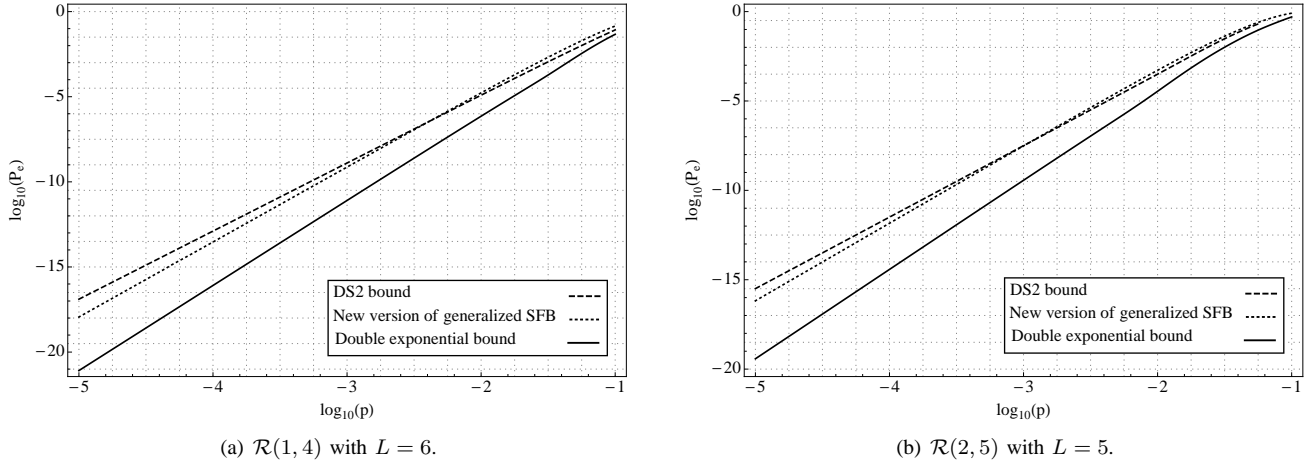 0
−5
−10
−15
−20
−5
−4
−3
−2
−1
log10(p)
log10(Pe)
DS2 bound
New version of generalized SFB
Double exponential bound
(a) R(1, 4) with L = 6.
0
−5
−10
−15
−20
−5
−4
−3
−2
−1
log10(p)
log10(Pe)
DS2 bound
New version of generalized SFB
Double exponential bound
(b) R(2, 5) with L = 5.